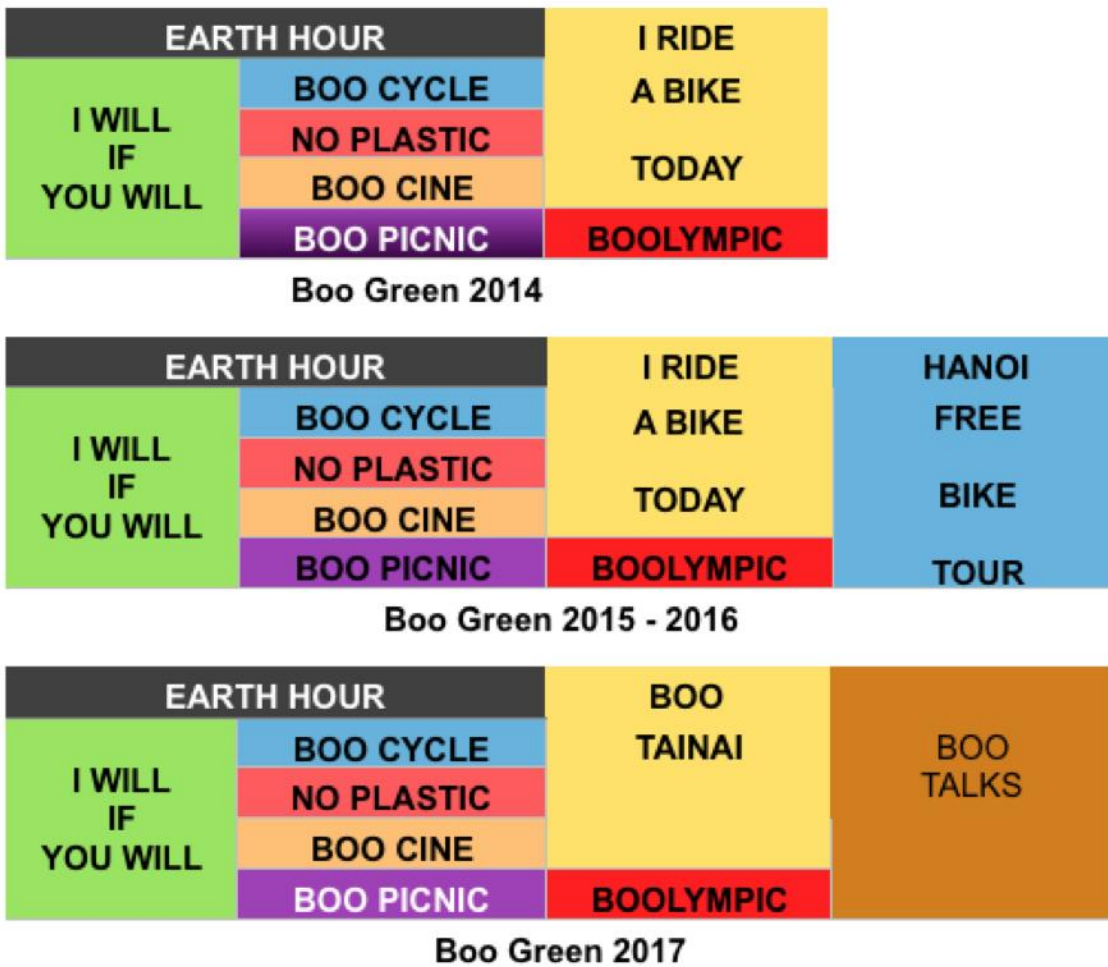 EARTH HOUR
I WILL
IF
YOU WILL
BOO CYCLE
NO PLASTIC
BOO CINE
BOO PICNIC
I RIDE
A BIKE
TODAY
BOOLYMPIC
Boo Green 2014
EARTH HOUR
I WILL
IF
YOU WILL
BOO CYCLE
NO PLASTIC
BOO CINE
BOO PICNIC
I RIDE
A BIKE
TODAY
BOOLYMPIC
HANOI
FREE
BIKE
TOUR
Boo Green 2015 - 2016
EARTH HOUR
I WILL
IF
YOU WILL
BOO CYCLE
NO PLASTIC
BOO CINE
BOO PICNIC
BOO
TAINAI
BOOLYMPIC
BOO
TALKS
Boo Green 2017